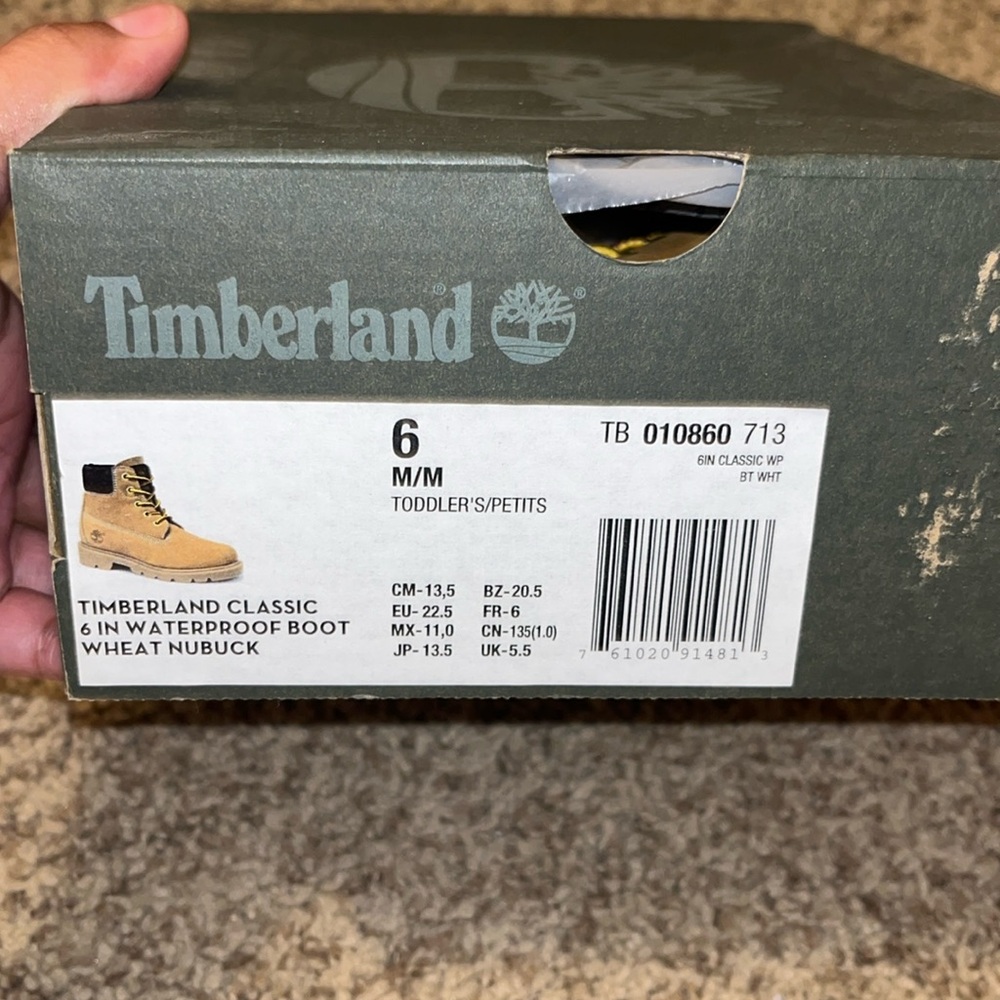 Timberland®
6
M/M
TODDLER'S/PETITS
TB 010860 713
6IN CLASSIC WP
BT WHT
TIMBERLAND CLASSIC
6 IN WATERPROOF BOOT
WHEAT NUBUCK
CM-13,5 BZ-20.5
EU-22.5 FR-6
MX-11,0 CN-135(1.0)
JP-13.5 UK-5.5
7 61020 91481 3